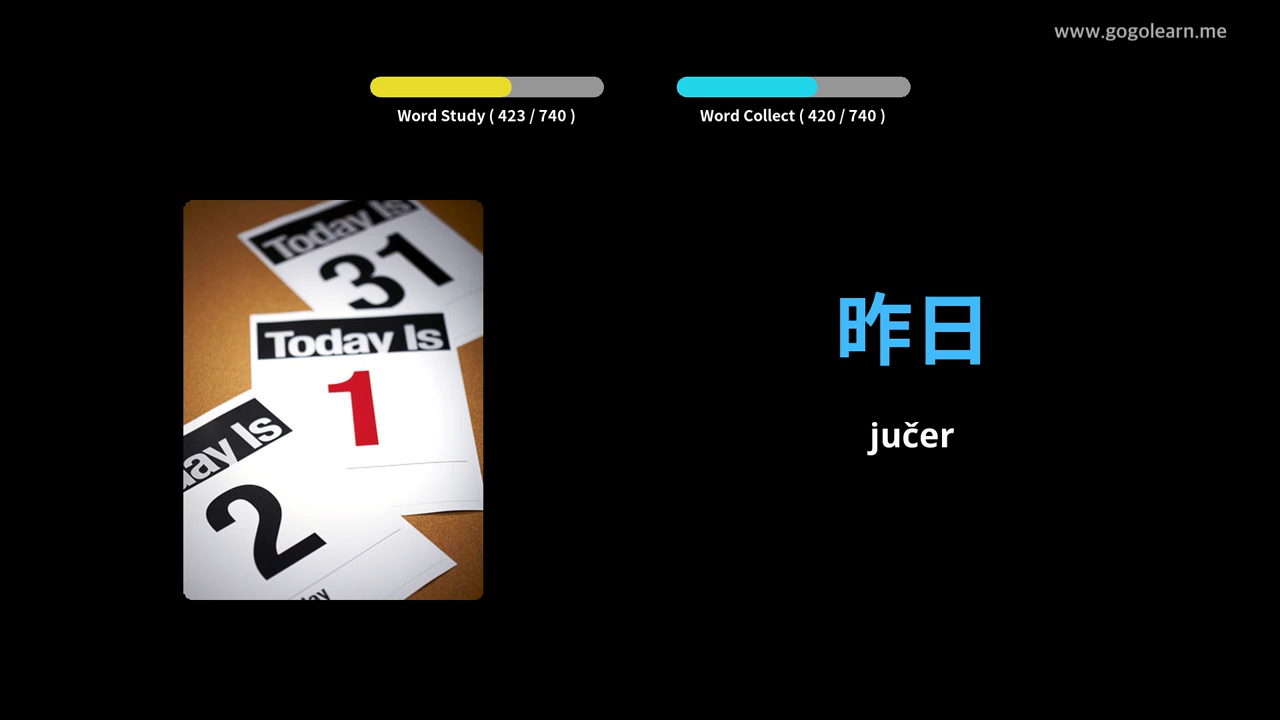 www.gogolearn.me
Word Study ( 423 / 740 )
Word Collect ( 420 / 740 )
Today Is
31
Today Is
1
ay Is
2
ay
昨日
jučer